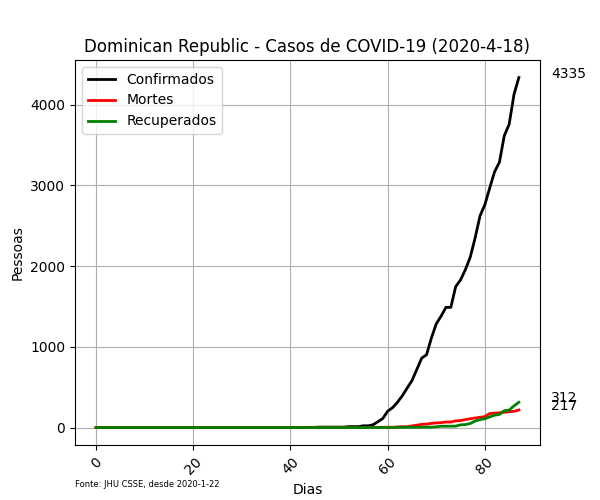 Dominican Republic - Casos de COVID-19 (2020-4-18)
Confirmados
Mortes
Recuperados
4335
312
217
Pessoas
4000
3000
2000
1000
0
0
20
40
60
80
Dias
Fonte: JHU CSSE, desde 2020-1-22